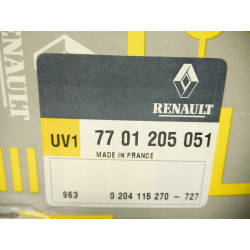 RENAULT
RENAULT
UV1 77 01 205 051
MADE IN FRANCE
963 0 204 115 270 - 727